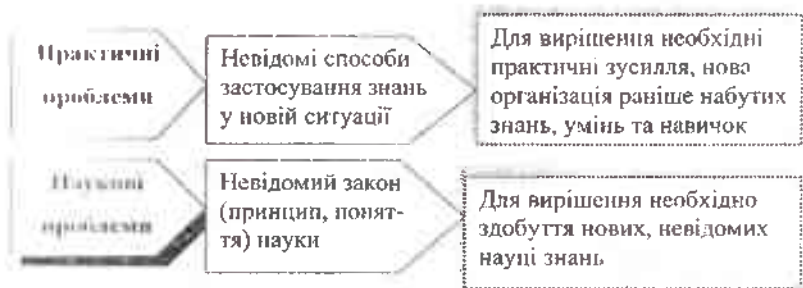 Практичні
проблеми
Невідомі способи
застосування знань
у новій ситуації
Для вирішення необхідні
практичні зусилля, нова
організація раніше набутих
знань, умінь та навичок
Наукові
проблеми
Невідомий закон
(принцип, понят-
тя) науки
Для вирішення необхідно
здобуття нових, невідомих
науці знань